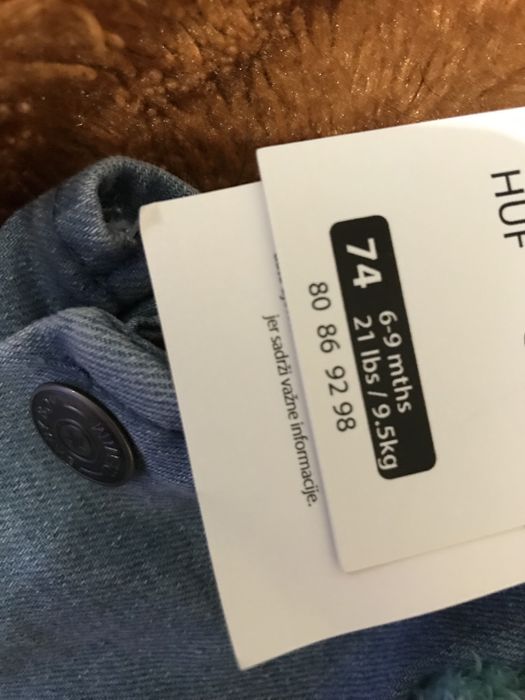 HUF
74
6-9 mths
21 lbs / 9.5kg
80 86 92 98
jer sadrži važne informacije.